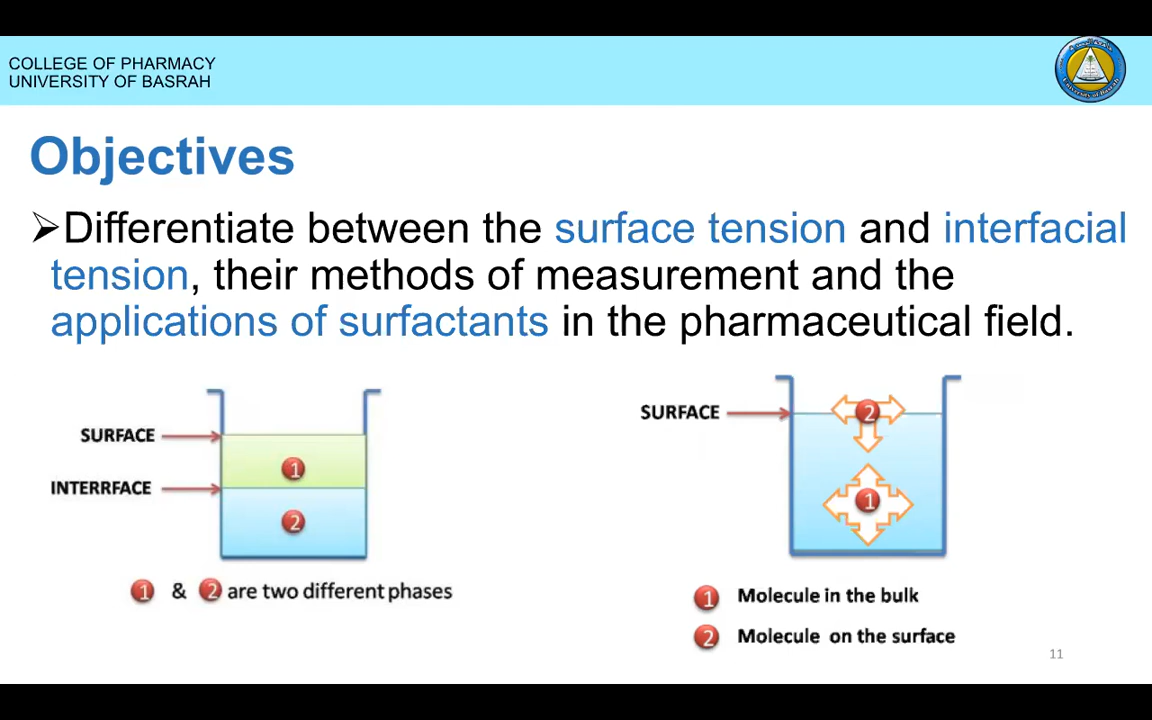 COLLEGE OF PHARMACY
UNIVERSITY OF BASRAH
Objectives
➢Differentiate between the surface tension and interfacial
tension, their methods of measurement and the
applications of surfactants in the pharmaceutical field.
SURFACE
INTERRFACE
1
2
1 & 2 are two different phases
SURFACE
2
1
1 Molecule in the bulk
2 Molecule on the surface
11